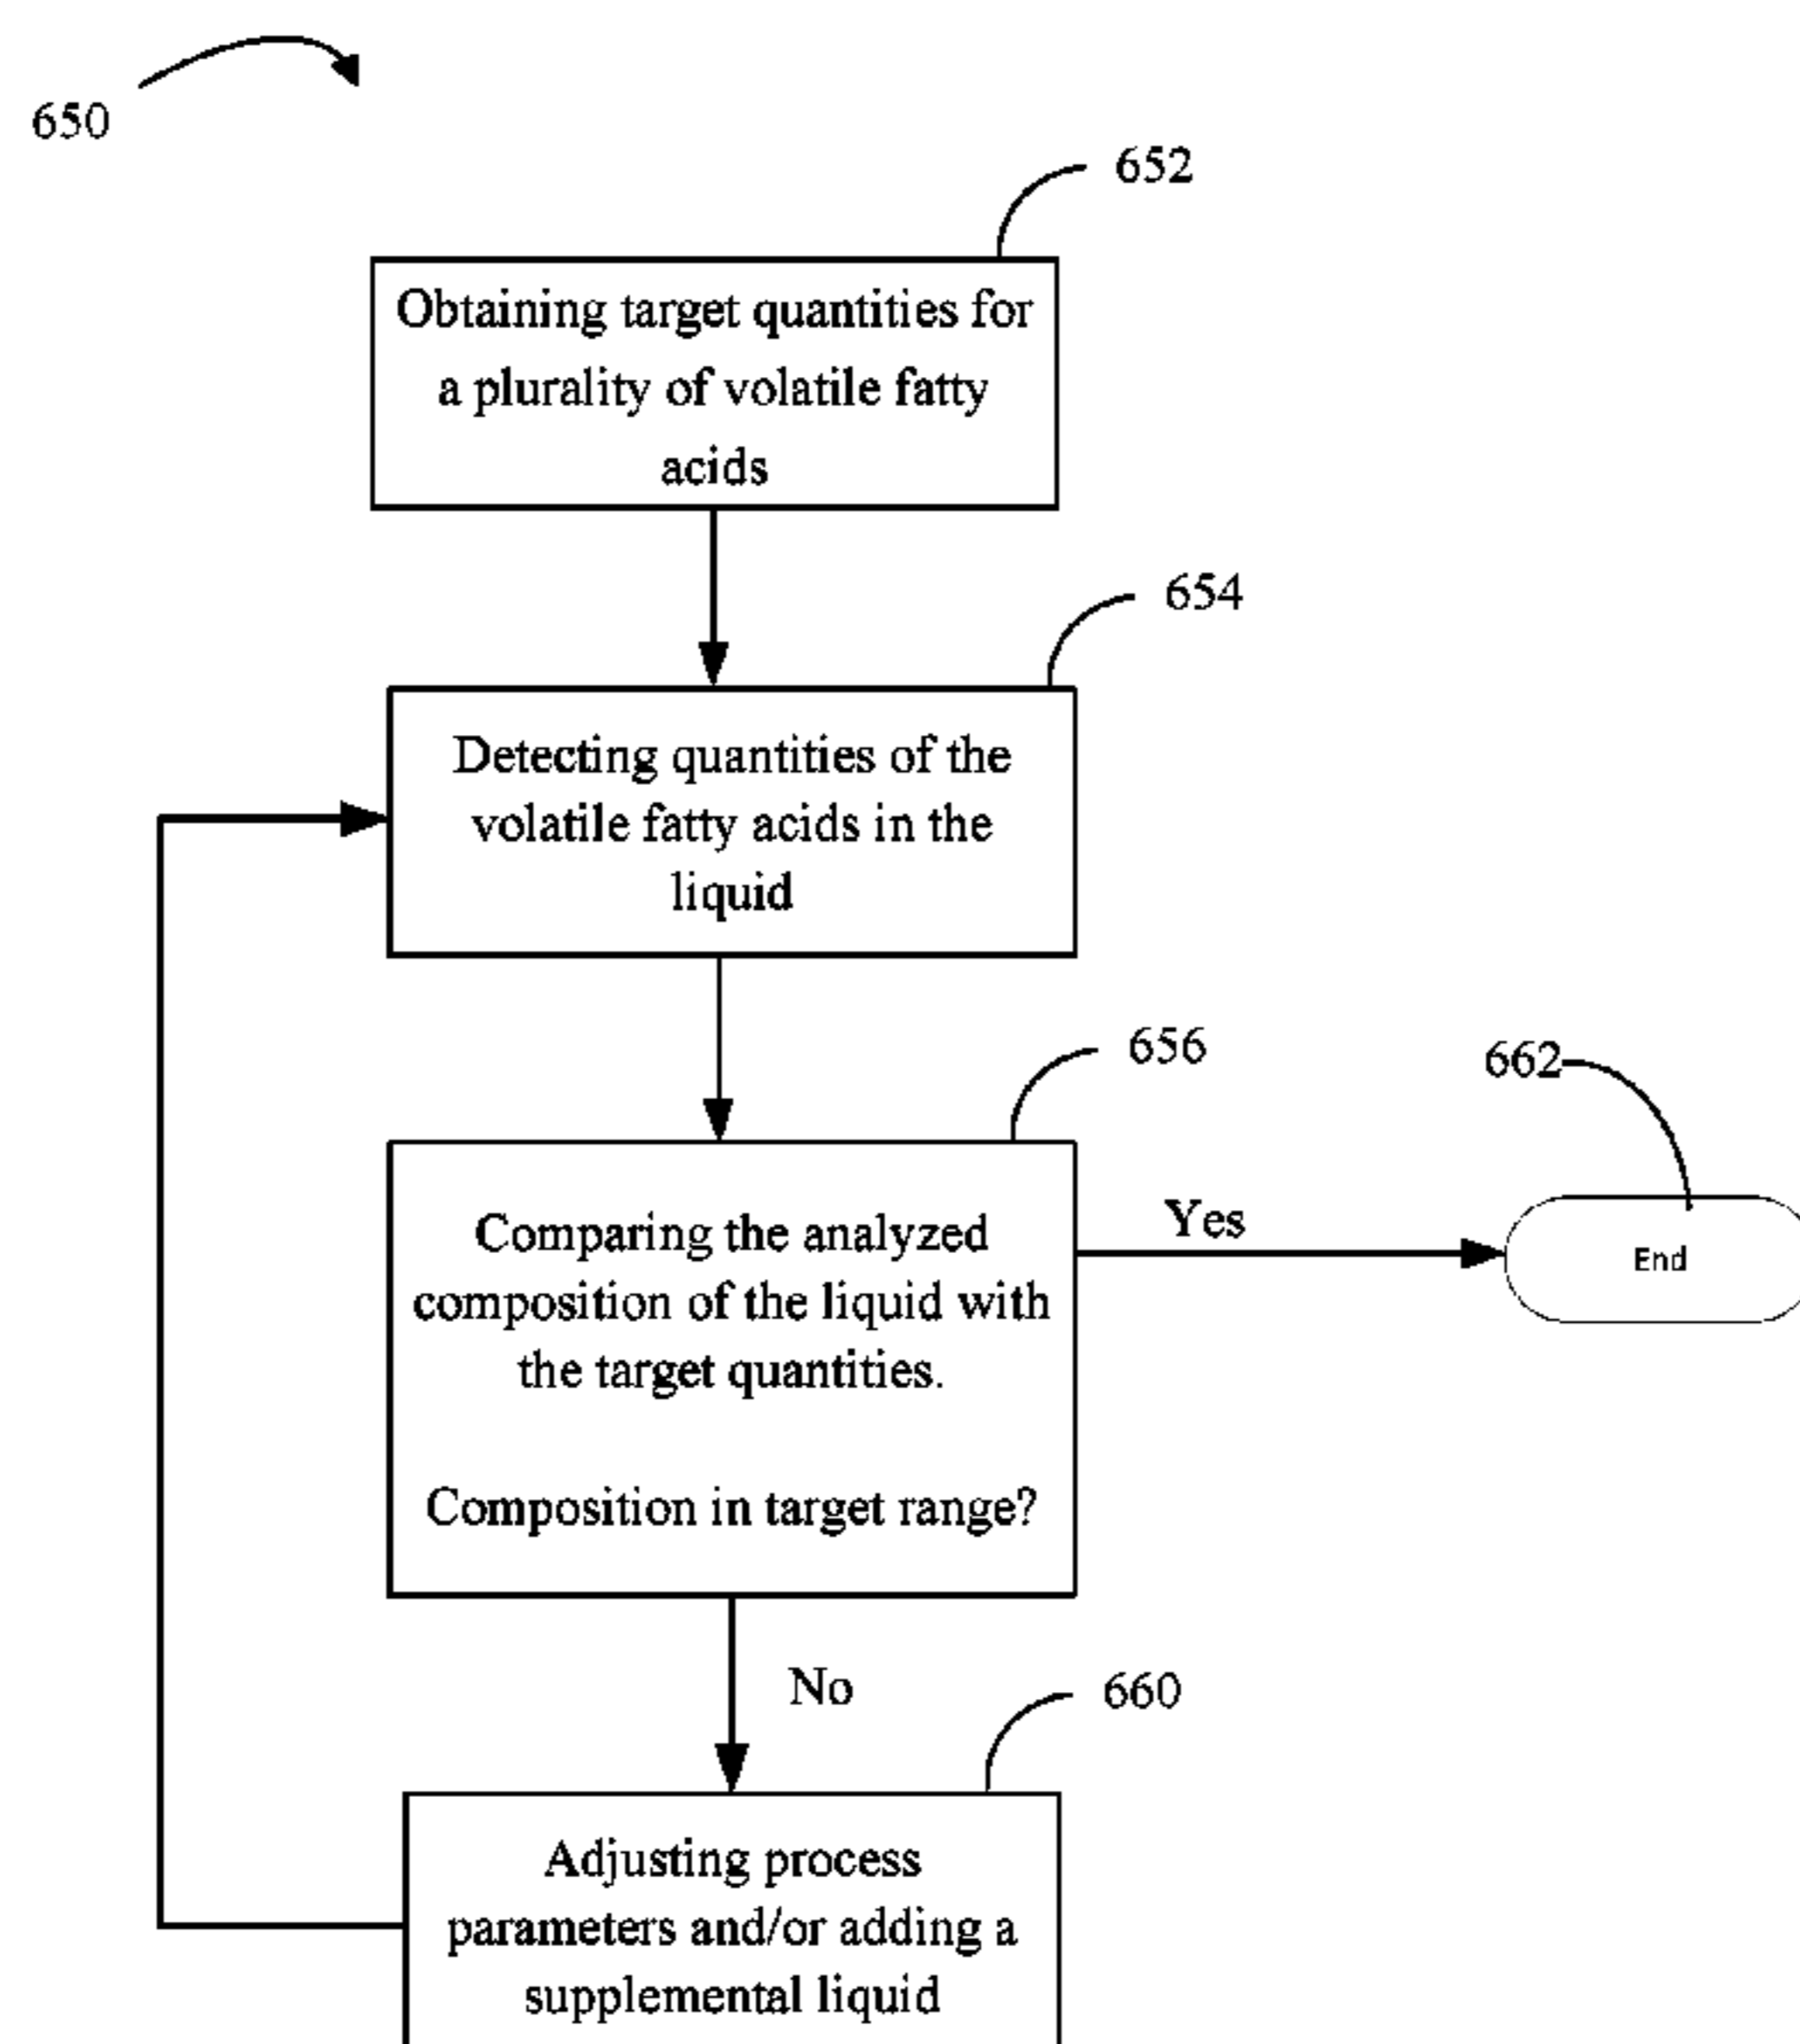 650
652
Obtaining target quantities for
a plurality of volatile fatty
acids
654
Detecting quantities of the
volatile fatty acids in the
liquid
656
662
Comparing the analyzed
composition of the liquid with
the target quantities.
Composition in target range?
Yes
End
No
660
Adjusting process
parameters and/or adding a
supplemental liquid